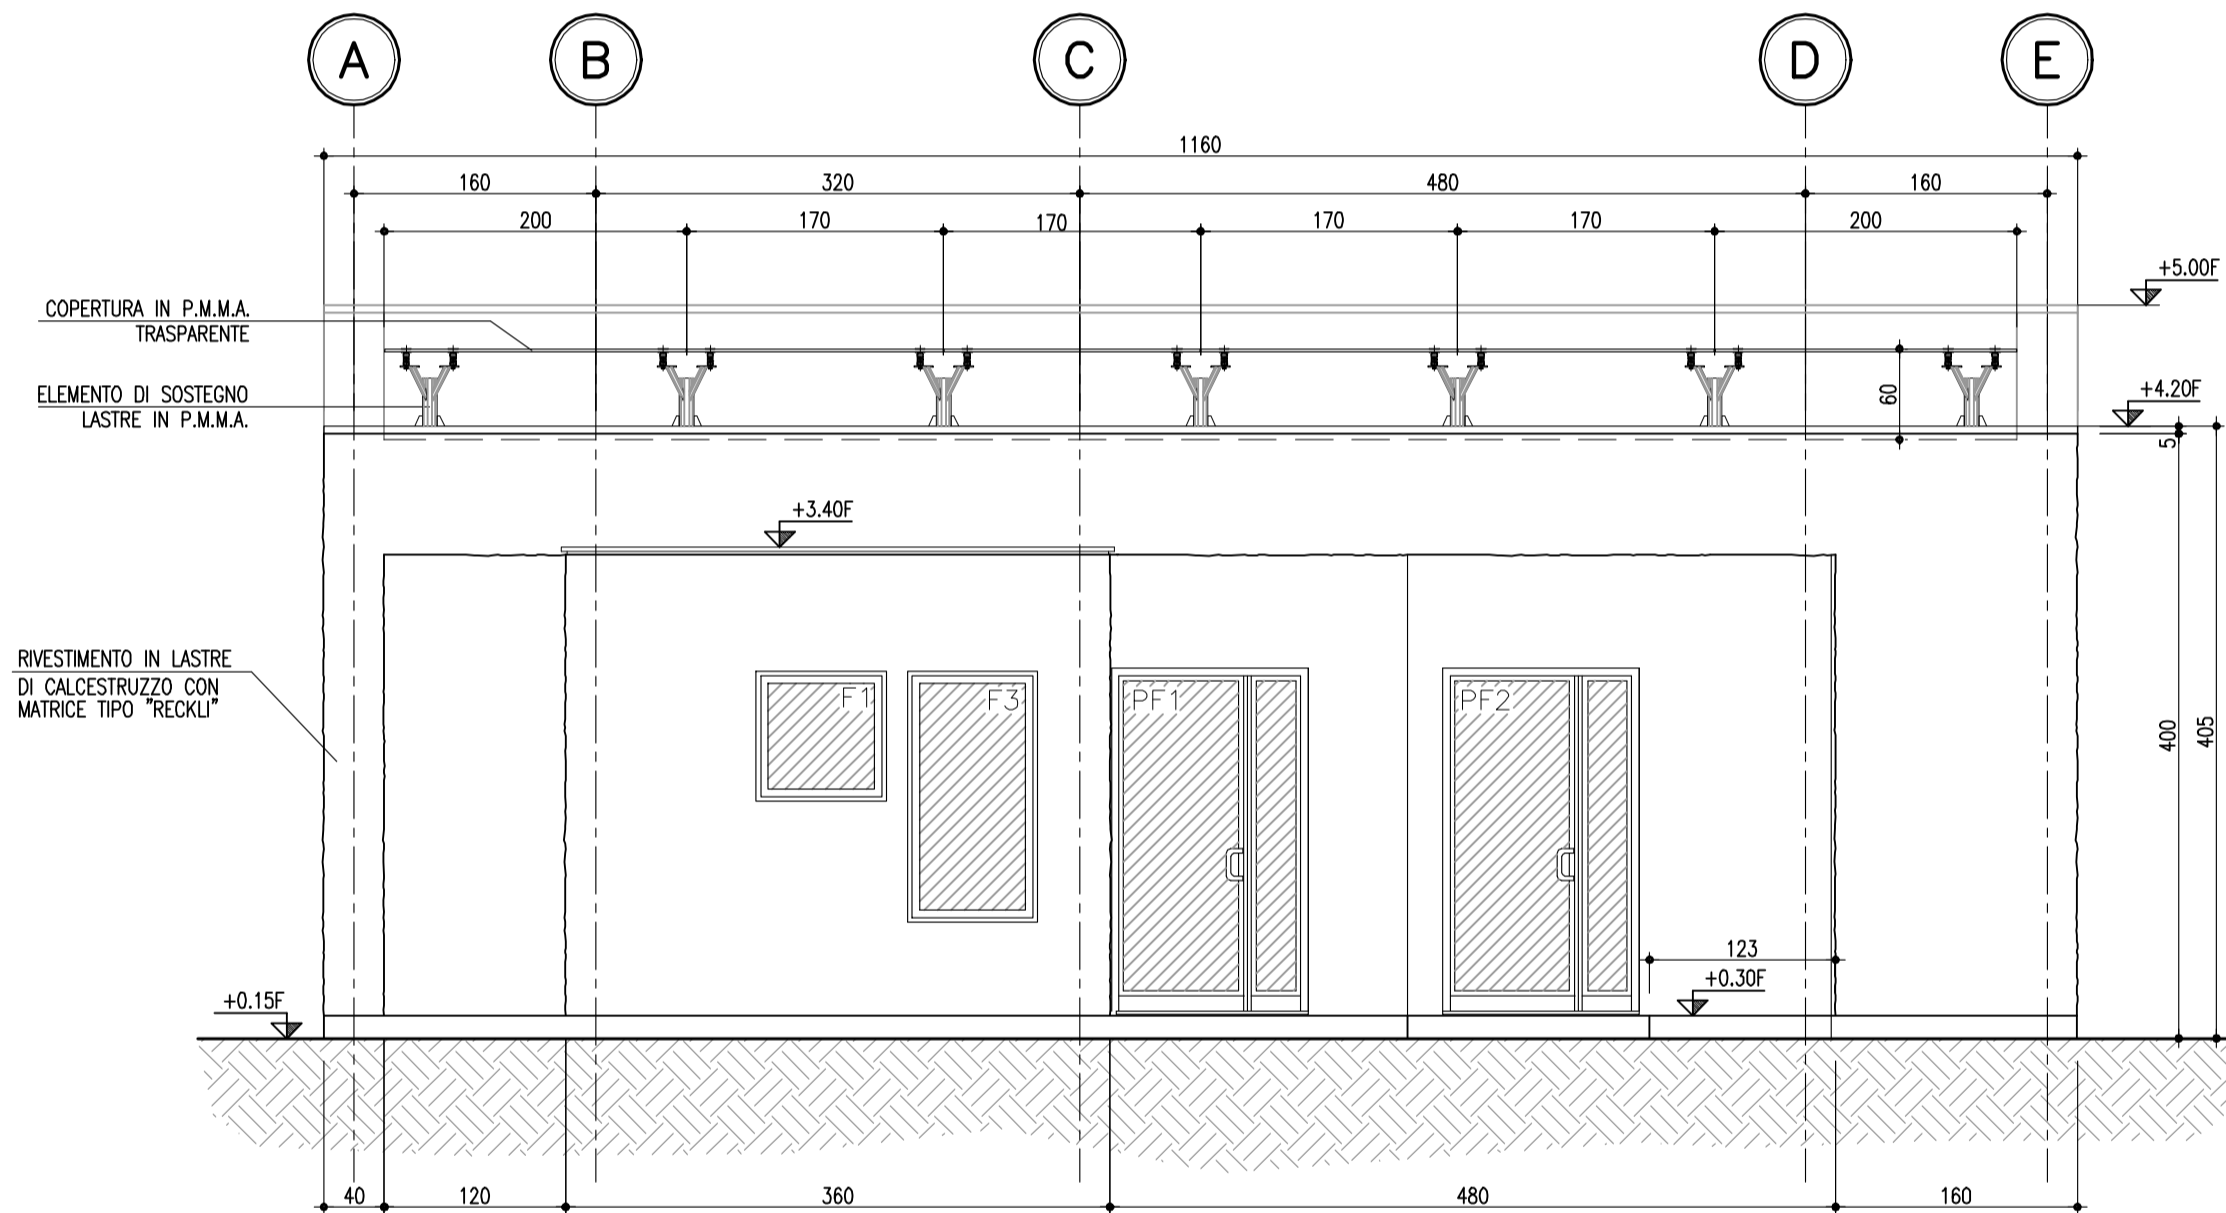 A B C D E
1160
160 320 480 160
200 170 170 170 170 200
+5.00F
COPERTURA IN P.M.M.A.
TRASPARENTE
ELEMENTO DI SOSTEGNO
LASTRE IN P.M.M.A.
60
+4.20F
5
+3.40F
RIVESTIMENTO IN LASTRE
DI CALCESTRUZZO CON
MATRICE TIPO "RECKLI"
F1 F3 PF1 PF2
400 405
123
+0.15F
+0.30F
40 120 360 480 160